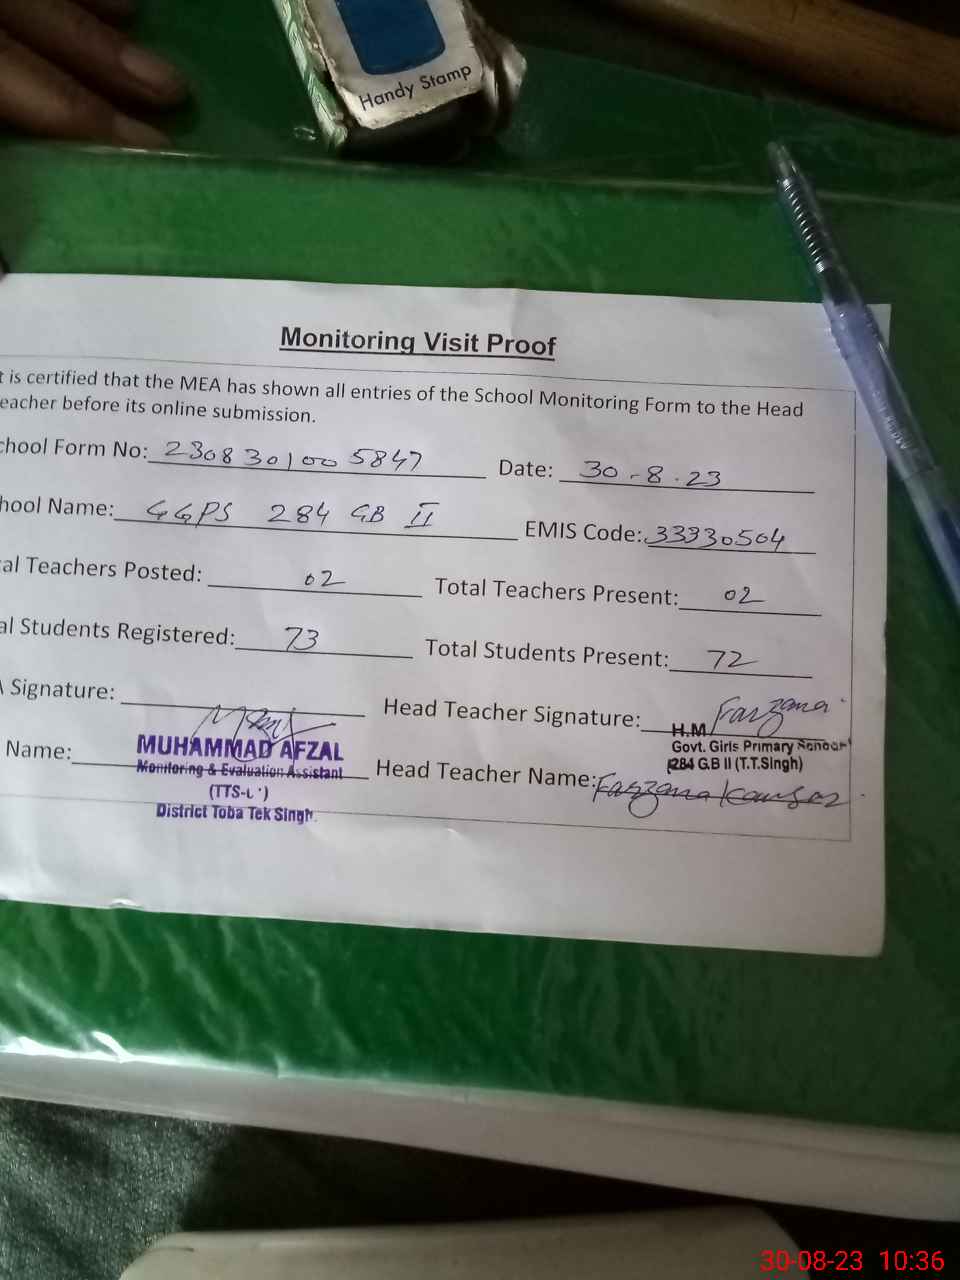 Handy Stamp
Monitoring Visit Proof
t is certified that the MEA has shown all entries of the School Monitoring Form to the Head
eacher before its online submission.
chool Form No: 2308301005847 Date: 30-8-23
hool Name: GGPS 284 GB II EMIS Code: 33330504
al Teachers Posted: 02 Total Teachers Present: 02
al Students Registered: 73 Total Students Present: 72
A Signature: Head Teacher Signature: Farzana
H.M
Govt. Girls Primary School
284 G.B II (T.T.Singh)
Name: MUHAMMAD AFZAL Head Teacher Name: Farzana Kausar
Monitoring & Evaluation Assistant
District Toba Tek Singh
30-08-23 10:36